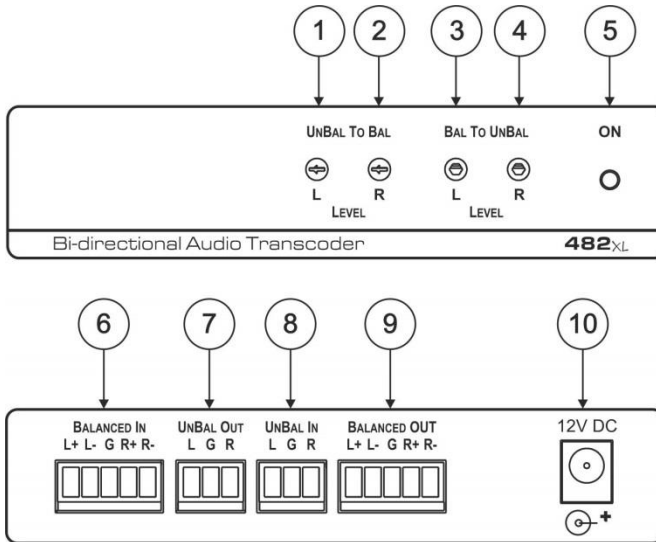 1 2 3 4 5
UNBAL TO BAL BAL TO UNBAL ON
L R L R
LEVEL LEVEL
Bi-directional Audio Transcoder 482XL
6 7 8 9 10
BALANCED IN UNBAL OUT UNBAL IN BALANCED OUT 12V DC
L+ L- G R+ R- L G R L G R L+ L- G R+ R-
+